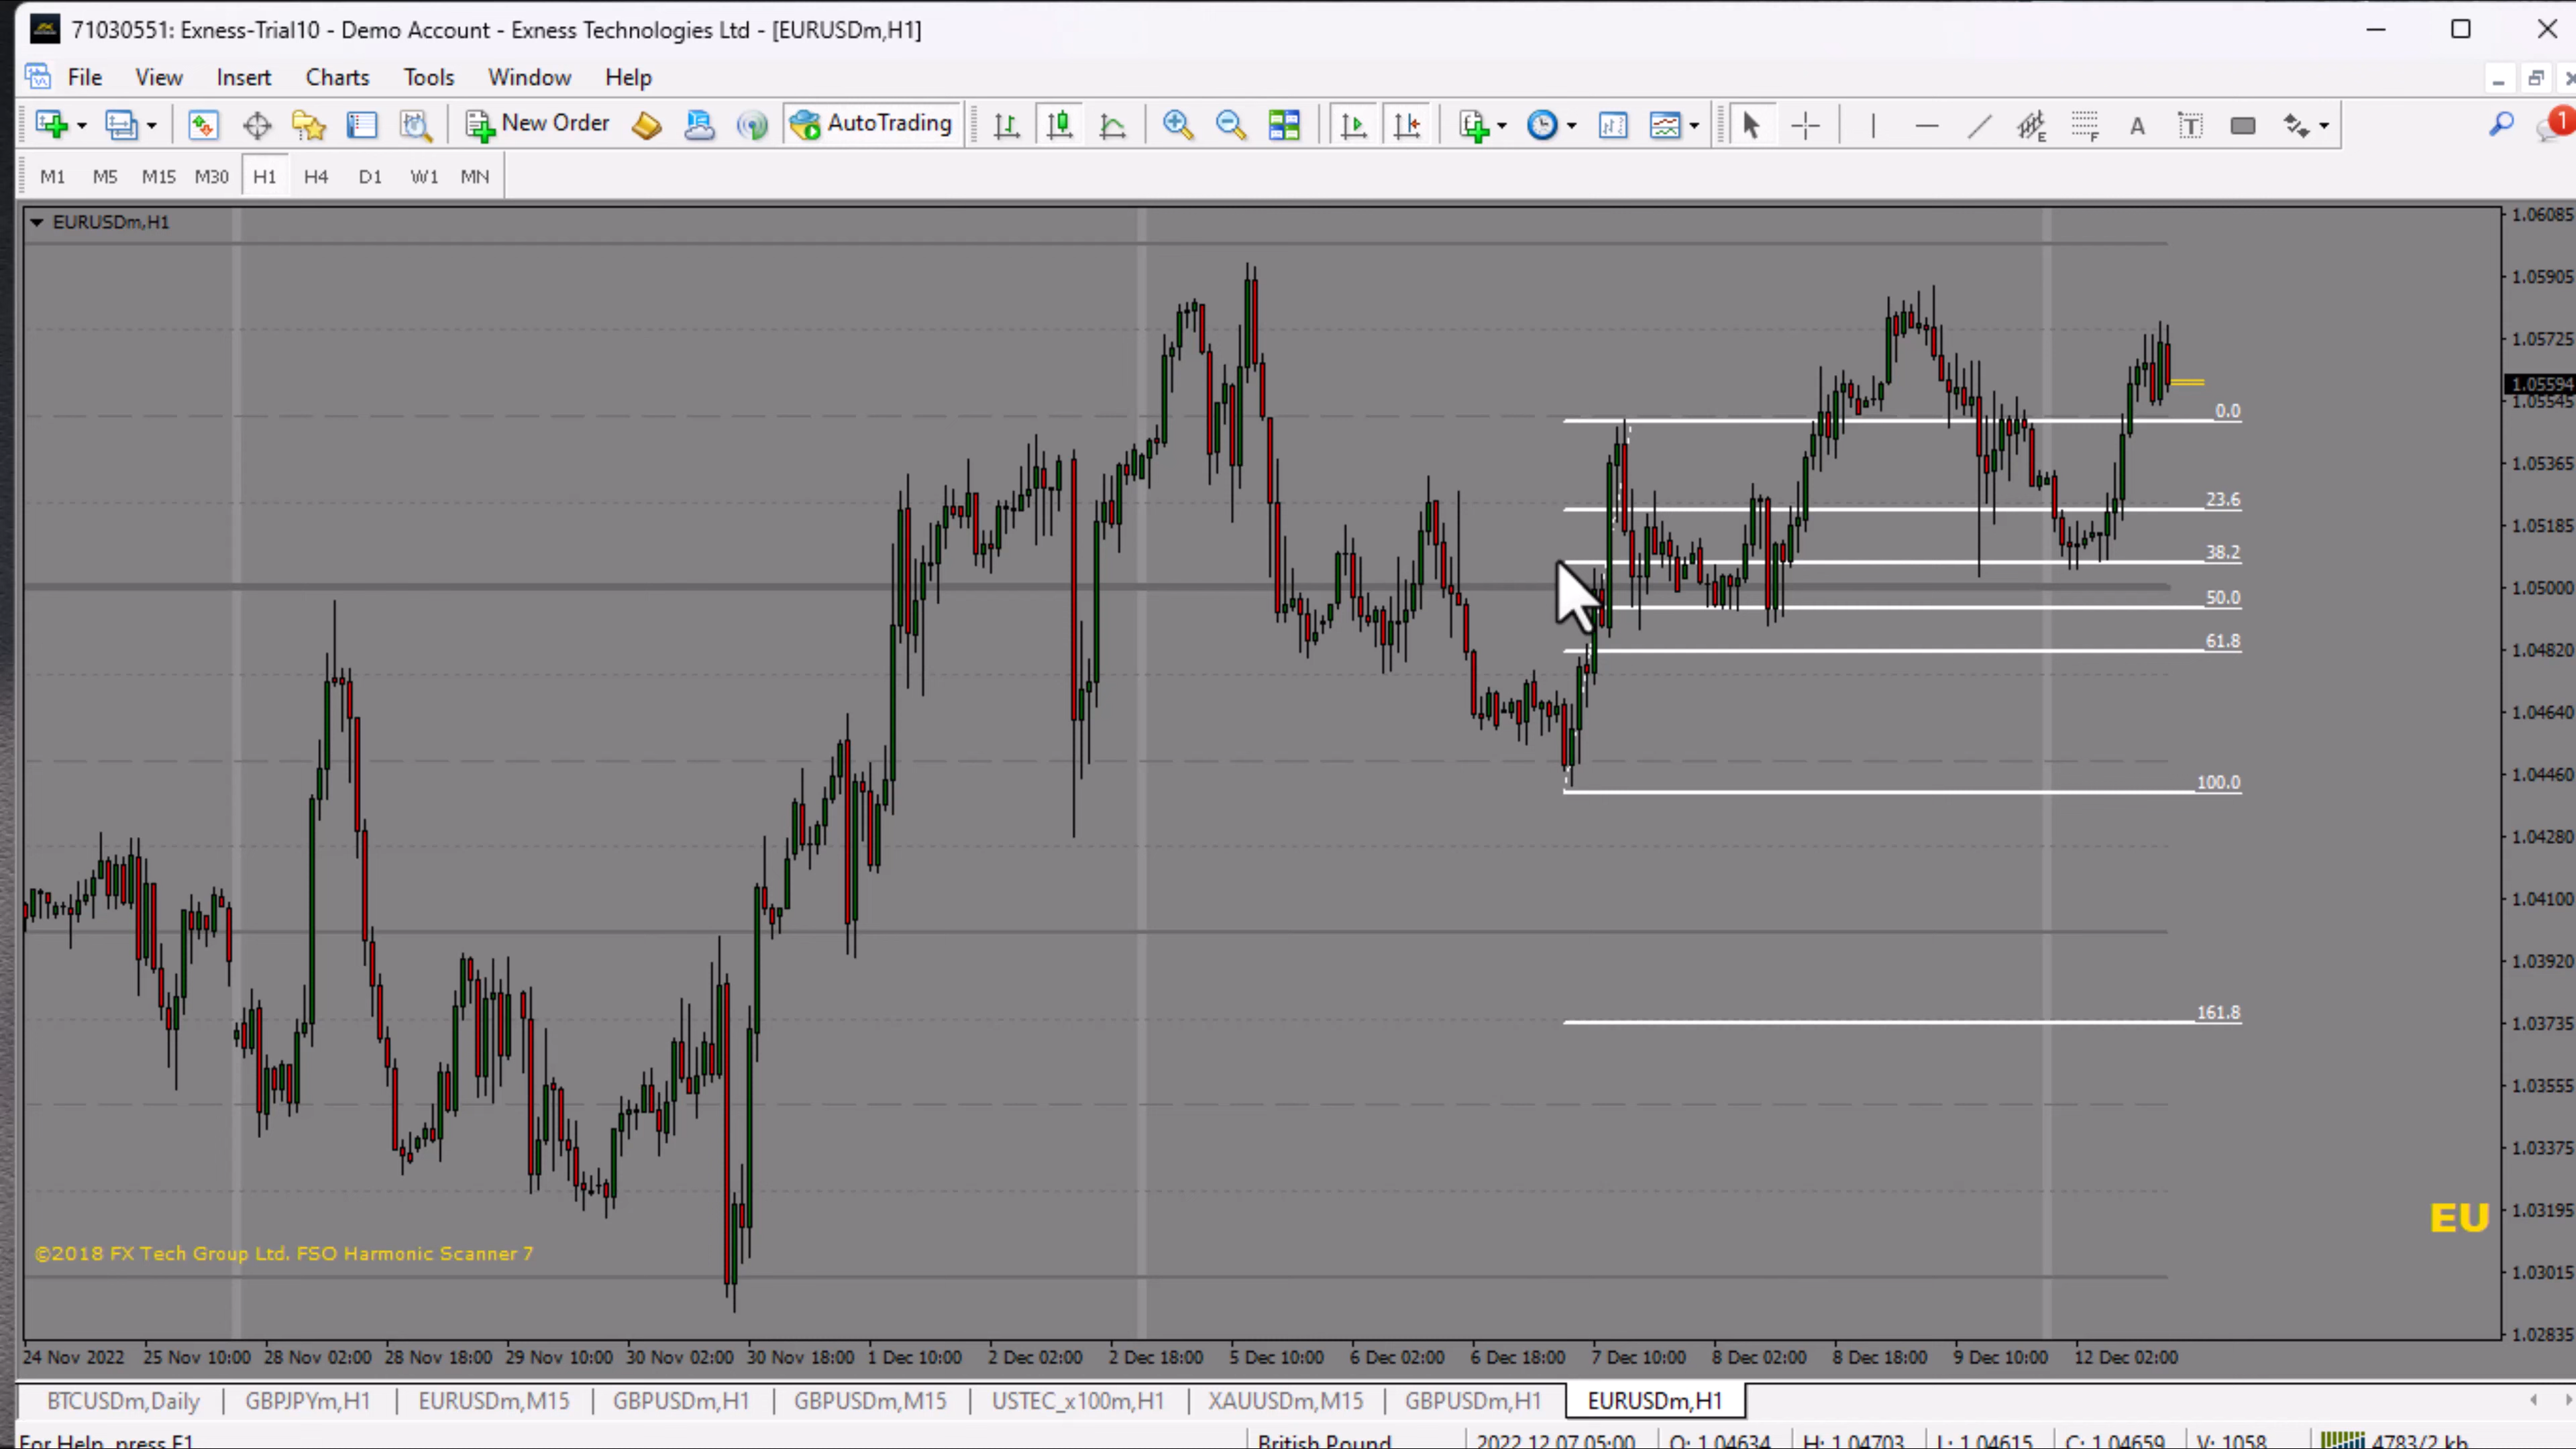 71030551: Exness-Trial10 - Demo Account - Exness Technologies Ltd - [EURUSDm,H1]
File View Insert Charts Tools Window Help
New Order AutoTrading
1
M1 M5 M15 M30 H1 H4 D1 W1 MN
EURUSDm,H1
1.06085
1.05905
1.05725
1.05594
1.05545
0.0
1.05365
23.6
1.05185
38.2
1.05000
50.0
61.8
1.04820
1.04640
1.04460
100.0
1.04280
1.04100
1.03920
161.8
1.03735
1.03555
1.03375
1.03195
EU
©2018 FX Tech Group Ltd. FSO Harmonic Scanner 7
1.03015
1.02835
24 Nov 2022 25 Nov 10:00 28 Nov 02:00 28 Nov 18:00 29 Nov 10:00 30 Nov 02:00 30 Nov 18:00 1 Dec 10:00 2 Dec 02:00 2 Dec 18:00 5 Dec 10:00 6 Dec 02:00 6 Dec 18:00 7 Dec 10:00 8 Dec 02:00 8 Dec 18:00 9 Dec 10:00 12 Dec 02:00
BTCUSDm,Daily GBPJPYm,H1 EURUSDm,M15 GBPUSDm,H1 GBPUSDm,M15 USTEC_x100m,H1 XAUUSDm,M15 GBPUSDm,H1 EURUSDm,H1
For Help, press F1 British Pound 2022.12.07 05:00 O: 1.04634 H: 1.04703 L: 1.04615 C: 1.04659 V: 1058 4783/2 kb